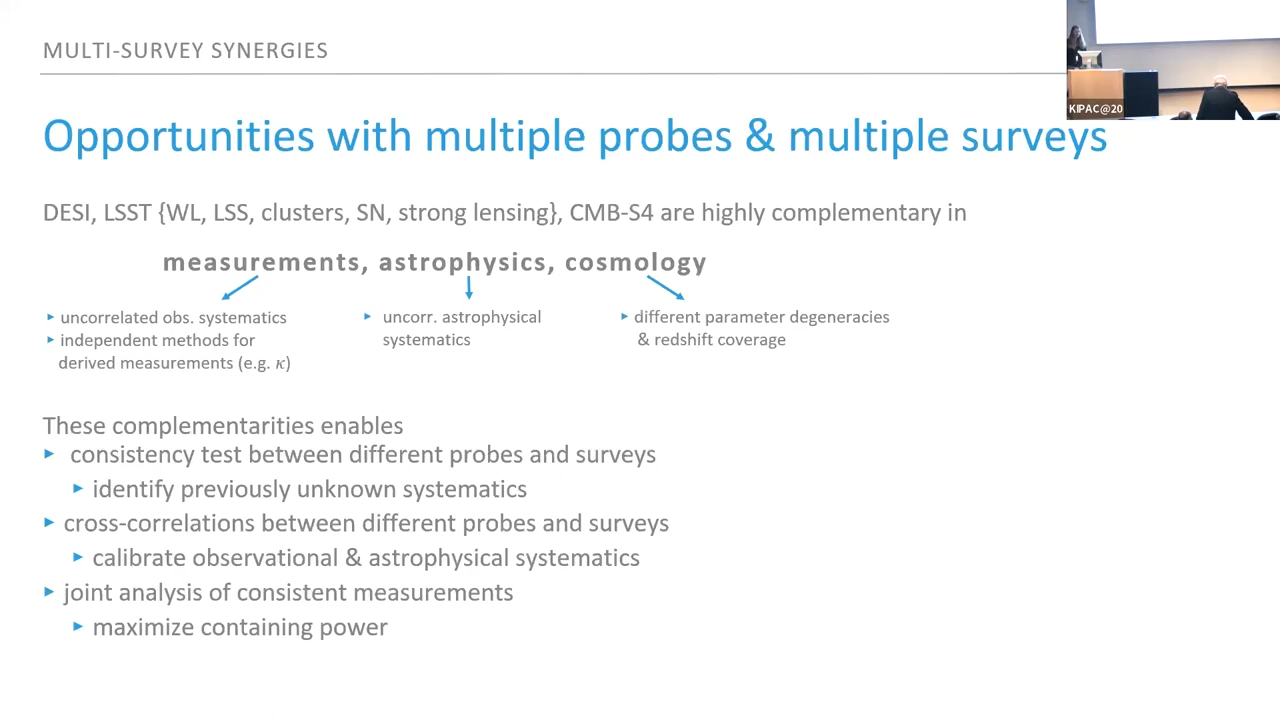 MULTI-SURVEY SYNERGIES
KIPAC@20
Opportunities with multiple probes & multiple surveys
DESI, LSST {WL, LSS, clusters, SN, strong lensing}, CMB-S4 are highly complementary in
measurements, astrophysics, cosmology
‣ uncorrelated obs. systematics
‣ independent methods for
derived measurements (e.g. κ)
‣ uncorr. astrophysical
systematics
‣ different parameter degeneracies
& redshift coverage
These complementarities enables
‣ consistency test between different probes and surveys
‣ identify previously unknown systematics
‣ cross-correlations between different probes and surveys
‣ calibrate observational & astrophysical systematics
‣ joint analysis of consistent measurements
‣ maximize containing power